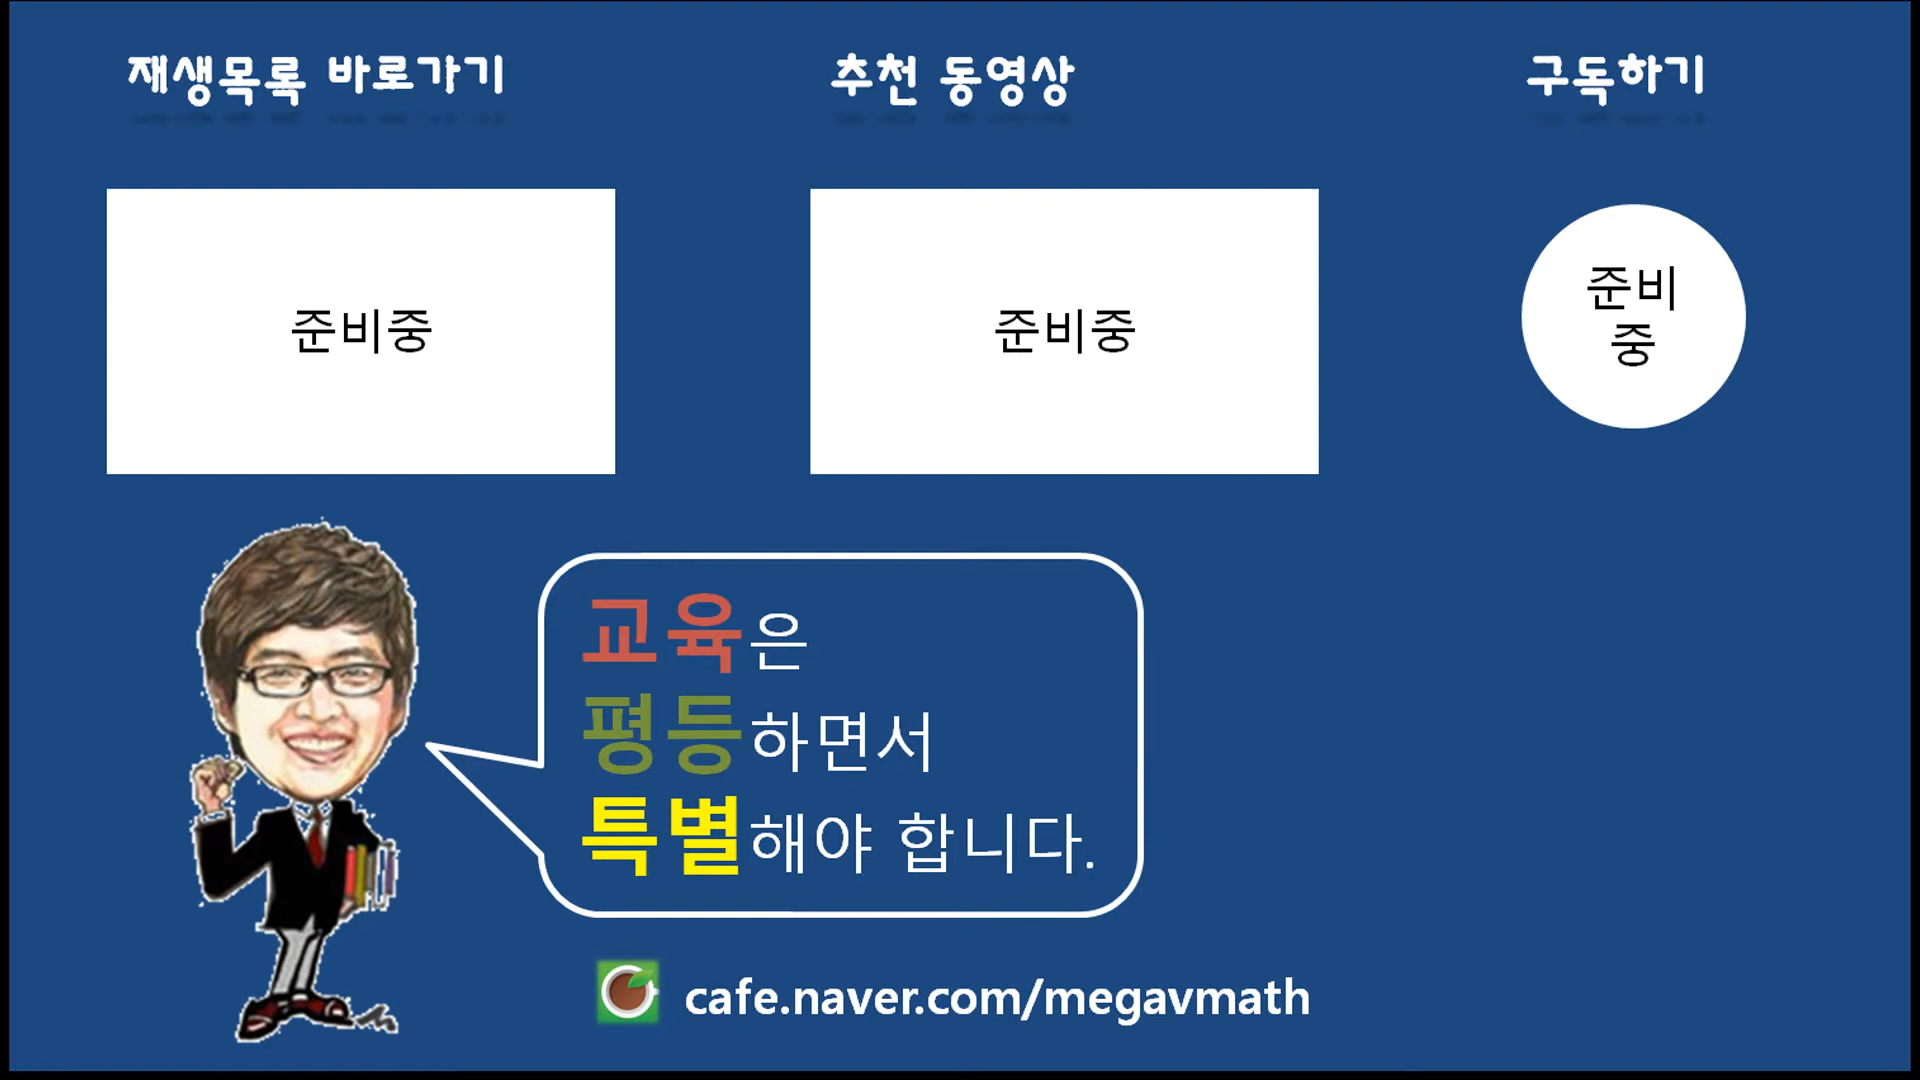 재생목록 바로가기
추천 동영상
구독하기
준비중
준비중
준비
중
교육은
평등하면서
특별해야 합니다.
cafe.naver.com/megavmath